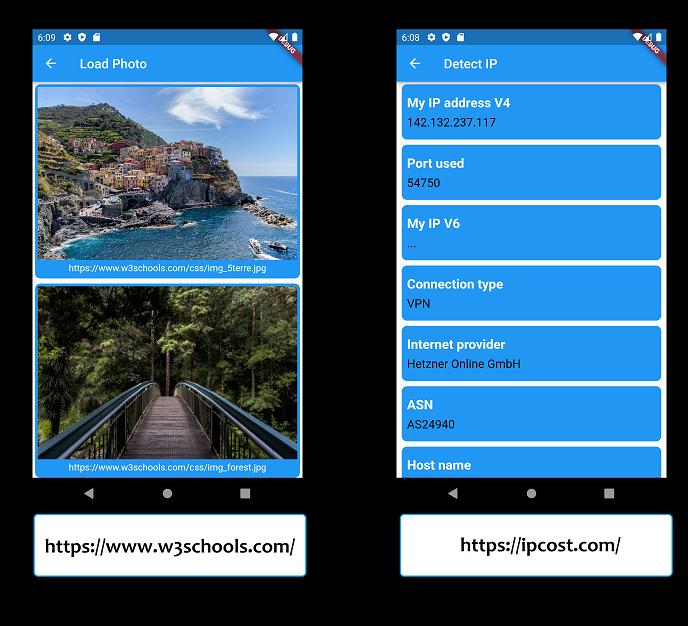 6:09
DEBUG
Load Photo
https://www.w3schools.com/css/img_5terre.jpg
https://www.w3schools.com/css/img_forest.jpg
https://www.w3schools.com/
6:08
DEBUG
Detect IP
My IP address V4
142.132.237.117
Port used
54750
My IP V6
...
Connection type
VPN
Internet provider
Hetzner Online GmbH
ASN
AS24940
Host name
https://ipcost.com/